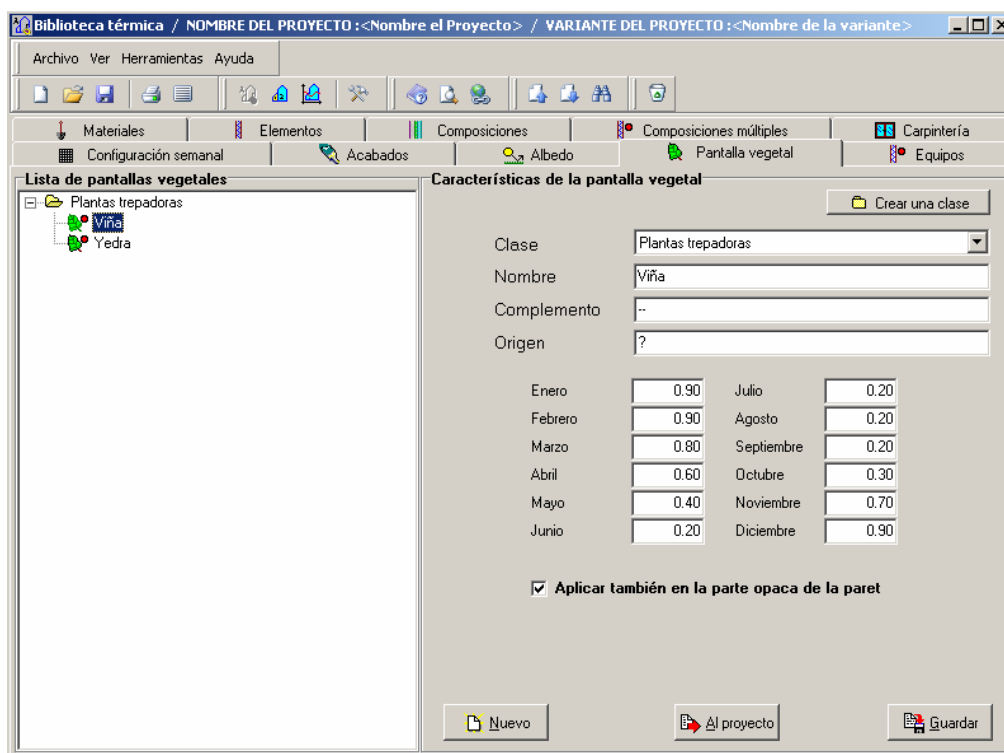 Biblioteca térmica / NOMBRE DEL PROYECTO :<Nombre el Proyecto> / VARIANTE DEL PROYECTO :<Nombre de la variante>
Archivo Ver Herramientas Ayuda
Materiales Elementos Composiciones Composiciones múltiples Carpintería
Configuración semanal Acabados Albedo Pantalla vegetal Equipos
Lista de pantallas vegetales
Plantas trepadoras
Viña
Yedra
Características de la pantalla vegetal
Crear una clase
Clase Plantas trepadoras
Nombre Viña
Complemento --
Origen ?
Enero 0.90 Julio 0.20
Febrero 0.90 Agosto 0.20
Marzo 0.80 Septiembre 0.20
Abril 0.60 Octubre 0.30
Mayo 0.40 Noviembre 0.70
Junio 0.20 Diciembre 0.90
Aplicar también en la parte opaca de la paret
Nuevo Al proyecto Guardar